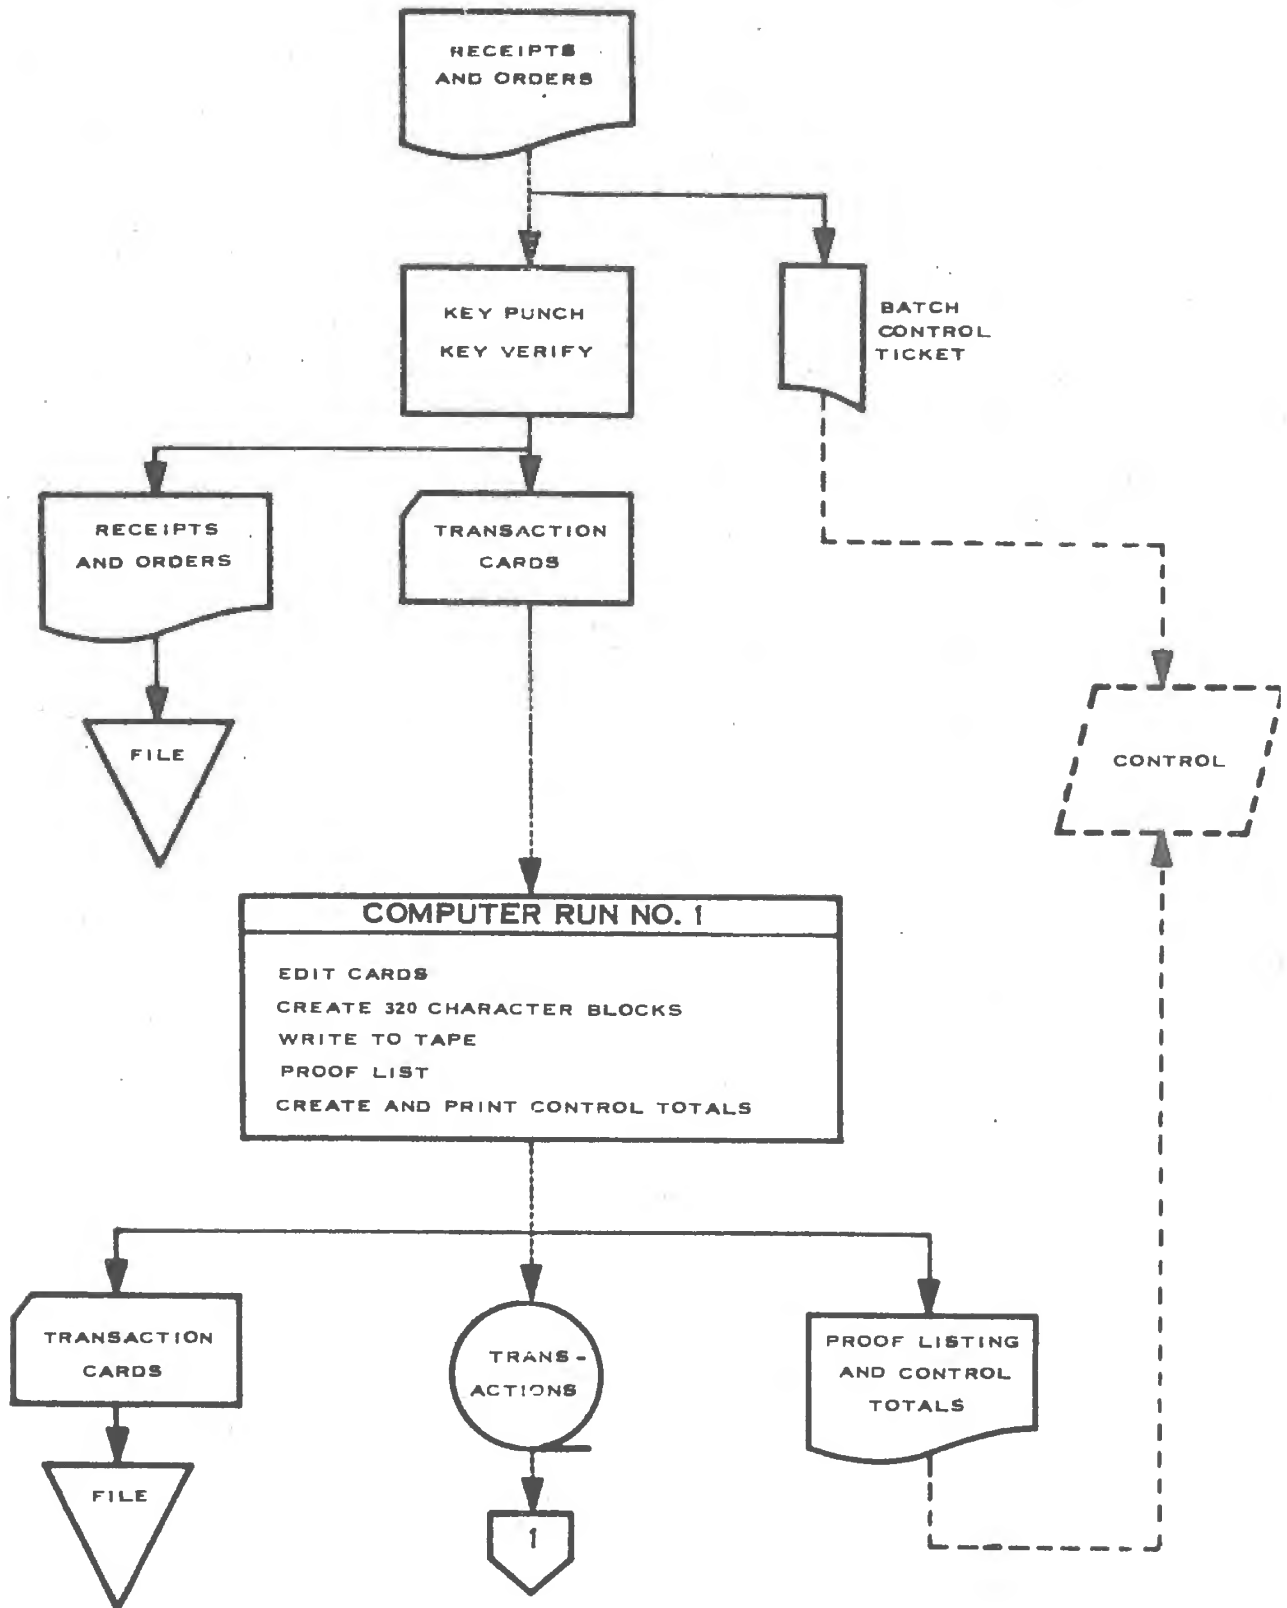 RECEIPTS
AND ORDERS
KEY PUNCH
KEY VERIFY
BATCH
CONTROL
TICKET
RECEIPTS
AND ORDERS
TRANSACTION
CARDS
FILE
CONTROL
COMPUTER RUN NO. 1
EDIT CARDS
CREATE 320 CHARACTER BLOCKS
WRITE TO TAPE
PROOF LIST
CREATE AND PRINT CONTROL TOTALS
TRANSACTION
CARDS
TRANS-
ACTIONS
PROOF LISTING
AND CONTROL
TOTALS
FILE
1